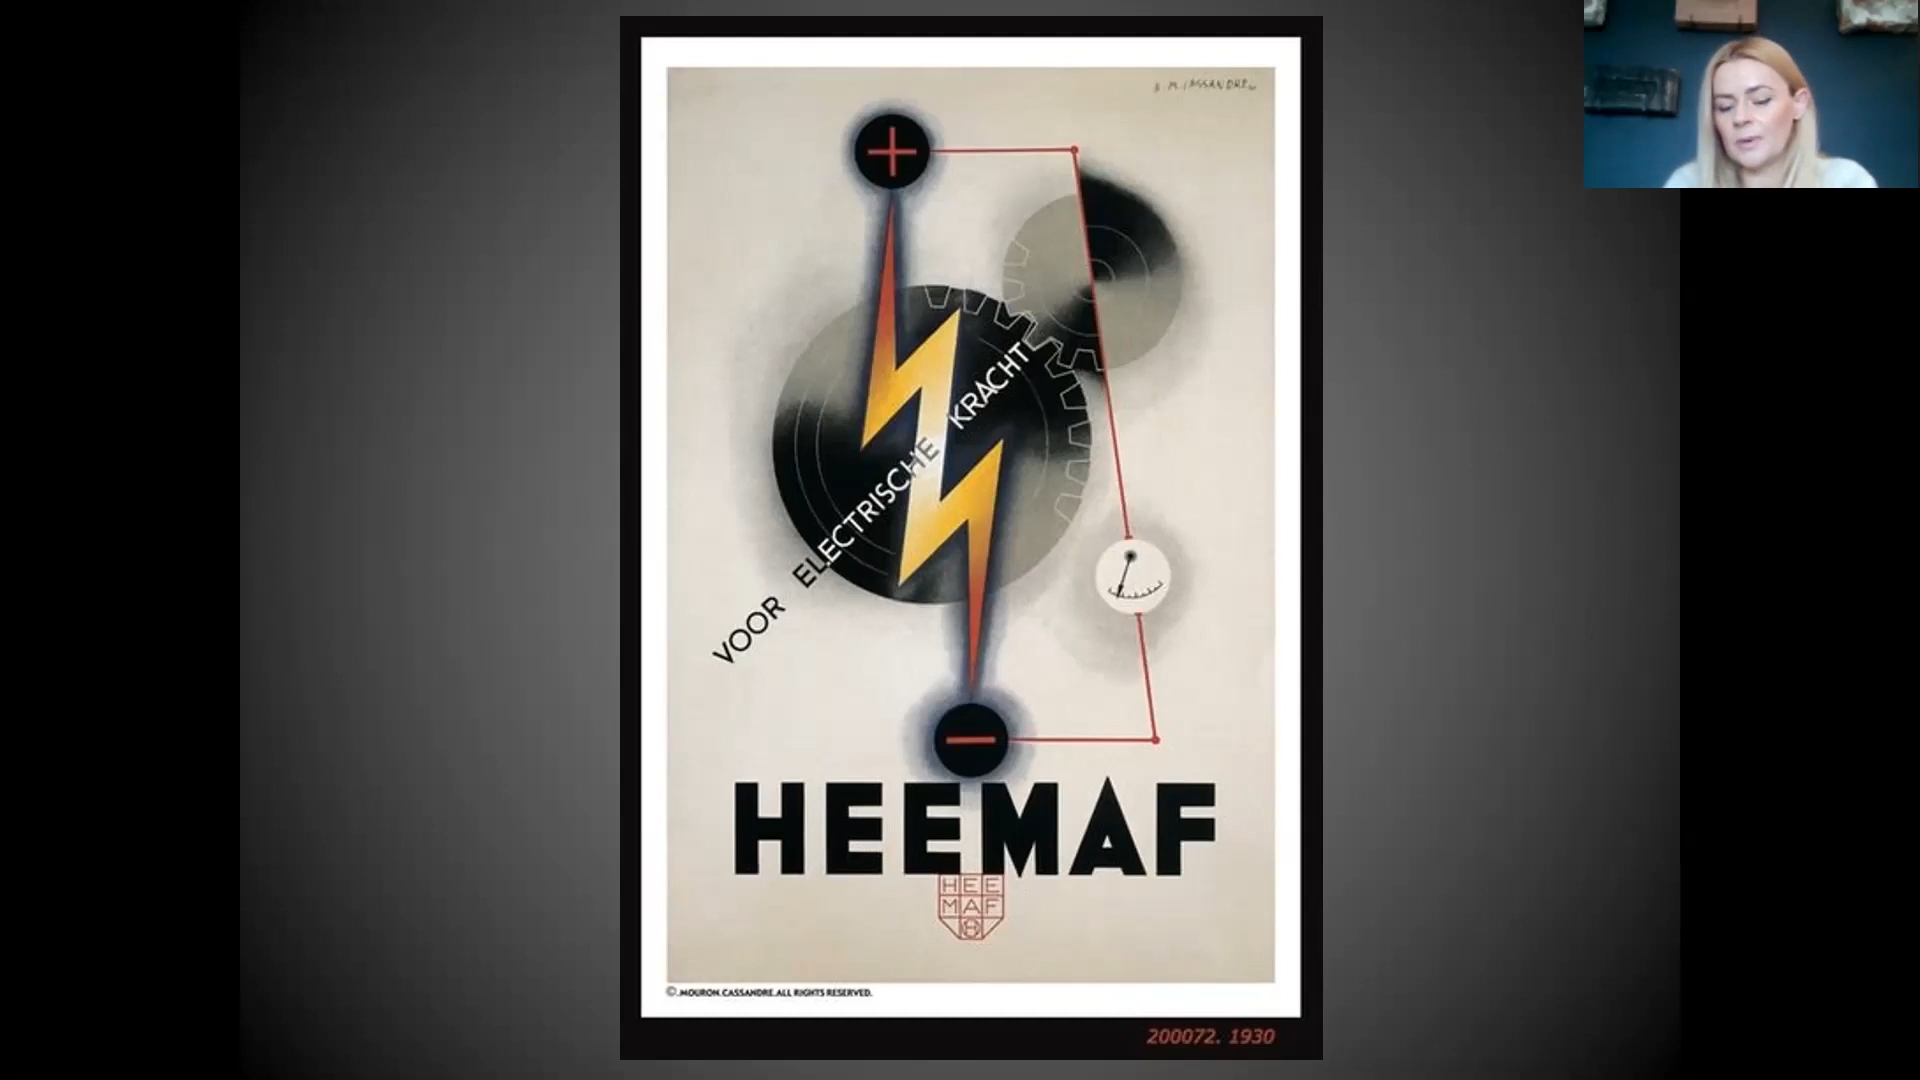 A.M.CASSANDRE
+
VOOR ELECTRISCHE KRACHT
−
HEEMAF
HEE
MAF
© .MOURON.CASSANDRE.ALL RIGHTS RESERVED.
200072. 1930